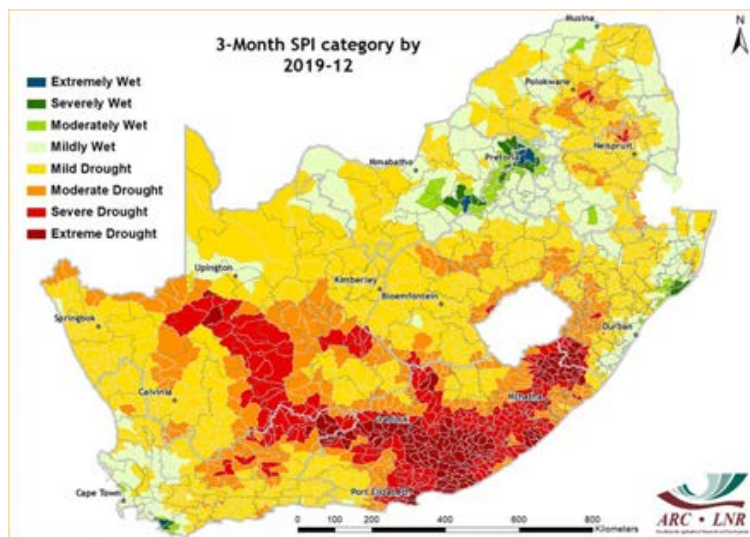 3-Month SPI category by
2019-12
N
Extremely Wet
Severely Wet
Moderately Wet
Mildly Wet
Mild Drought
Moderate Drought
Severe Drought
Extreme Drought
Musina
Polokwane
Nelspruit
Pretoria
Mmabatho
Upington
Kimberley
Bloemfontein
Springbok
Durban
Calvinia
Mthatha
Cape Town
Port Elizabeth
0 100 200 400 600 800
Kilometers
ARC • LNR